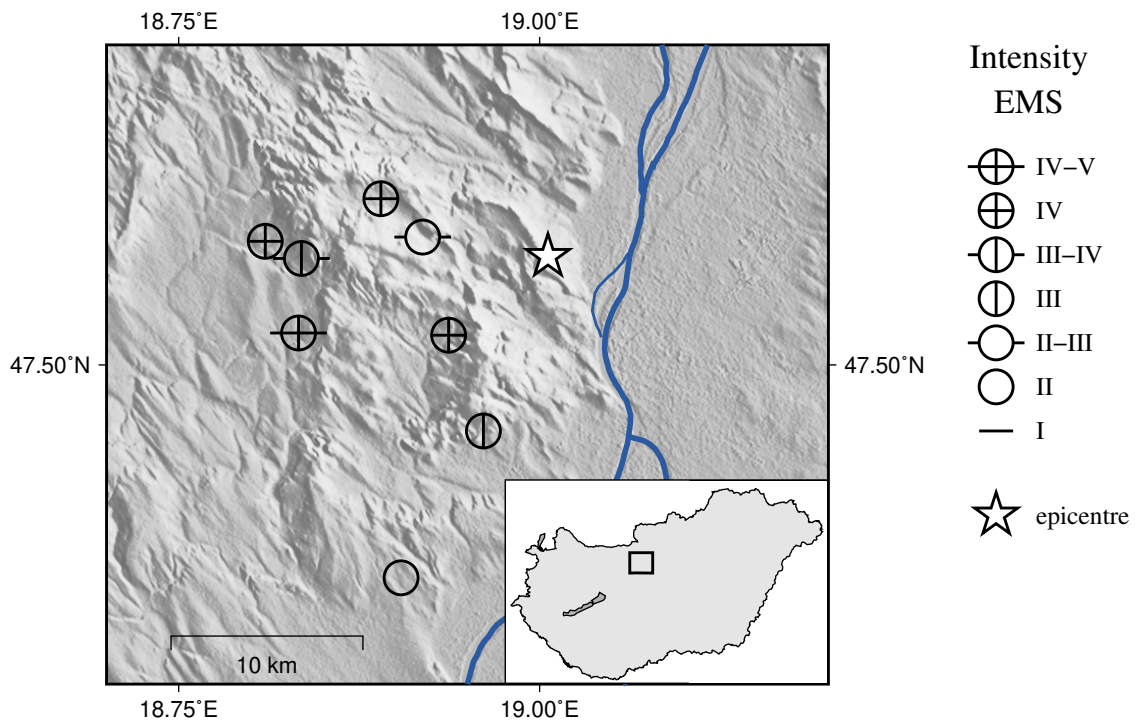 18.75˚E
19.00˚E
47.50˚N
47.50˚N
10 km
18.75˚E
19.00˚E
Intensity
EMS
IV–V
IV
III–IV
III
II–III
II
I
epicentre